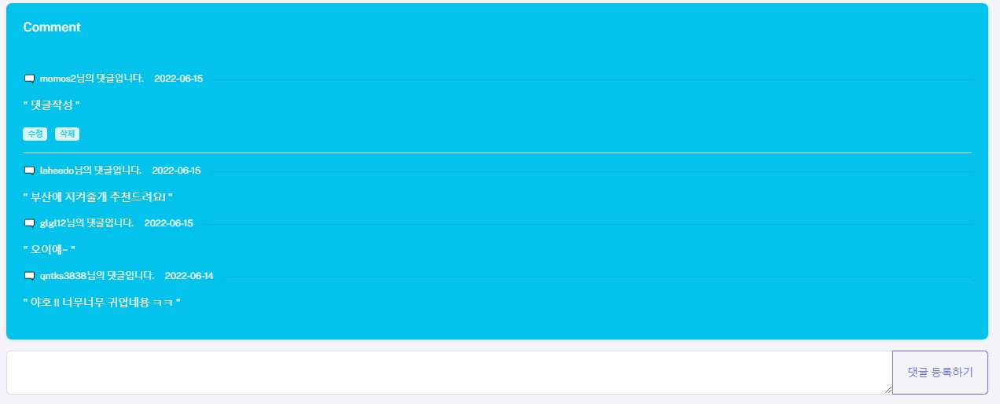 Comment
momos2님의 댓글입니다. 2022-06-15
" 댓글작성 "
수정 삭제
laheedo님의 댓글입니다. 2022-06-15
" 부산에 지켜줄개 추천드려요! "
glgl12님의 댓글입니다. 2022-06-15
" 오이예~ "
qntks3838님의 댓글입니다. 2022-06-14
" 야호 !! 너무너무 귀엽네용 ㅋㅋ "
댓글 등록하기